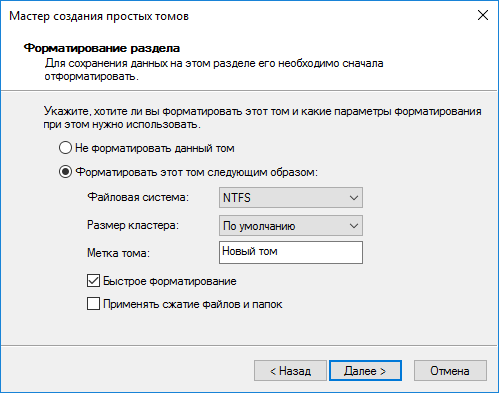 Мастер создания простых томов
Форматирование раздела
Для сохранения данных на этом разделе его необходимо сначала
отформатировать.
Укажите, хотите ли вы форматировать этот том и какие параметры форматирования
при этом нужно использовать.
Не форматировать данный том
Форматировать этот том следующим образом:
Файловая система: NTFS
Размер кластера: По умолчанию
Метка тома: Новый том
Быстрое форматирование
Применять сжатие файлов и папок
< Назад Далее > Отмена